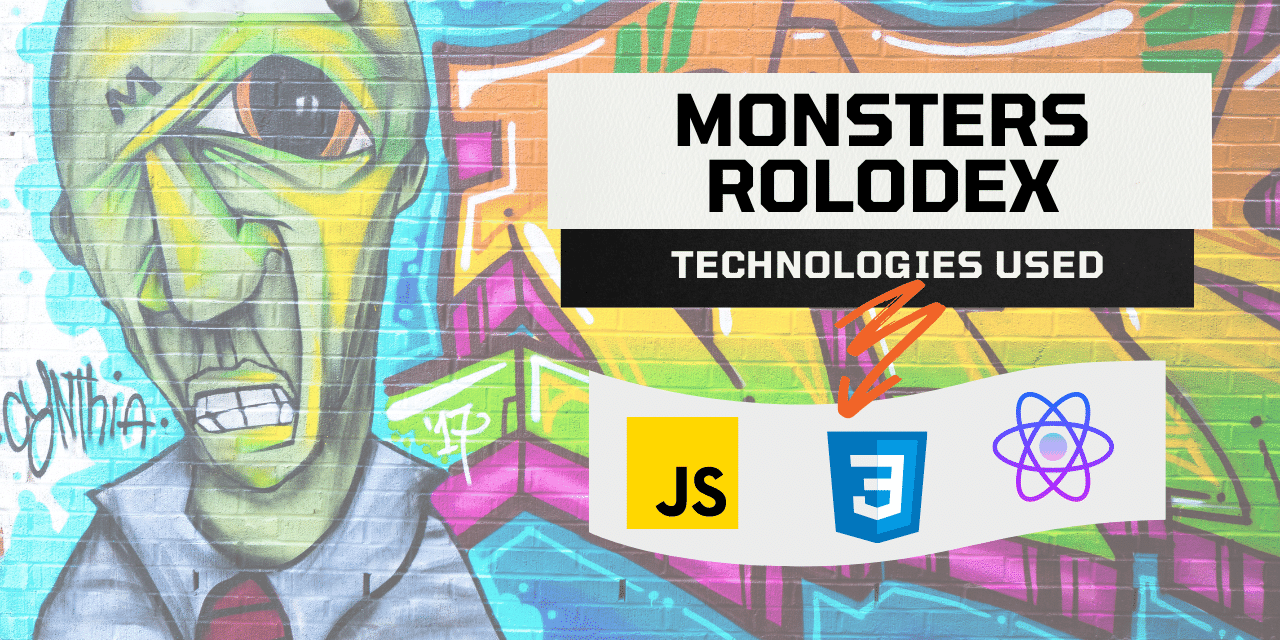 M
MONSTERS
ROLODEX
TECHNOLOGIES USED
CYNThiA.
'17
JS
3